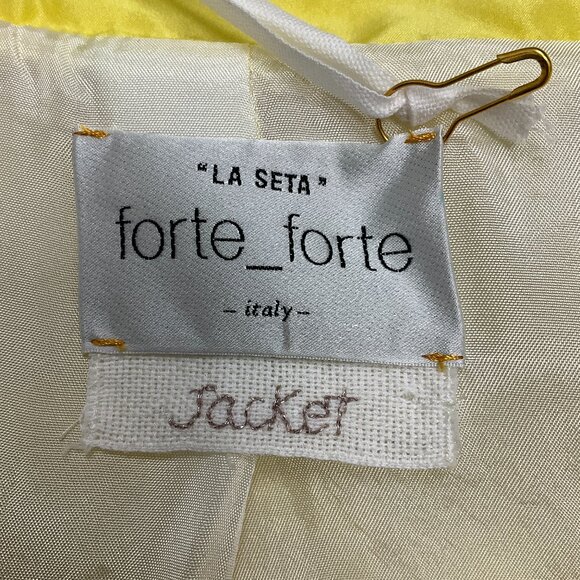 "LA SETA"
forte_forte
- italy -
Jacket